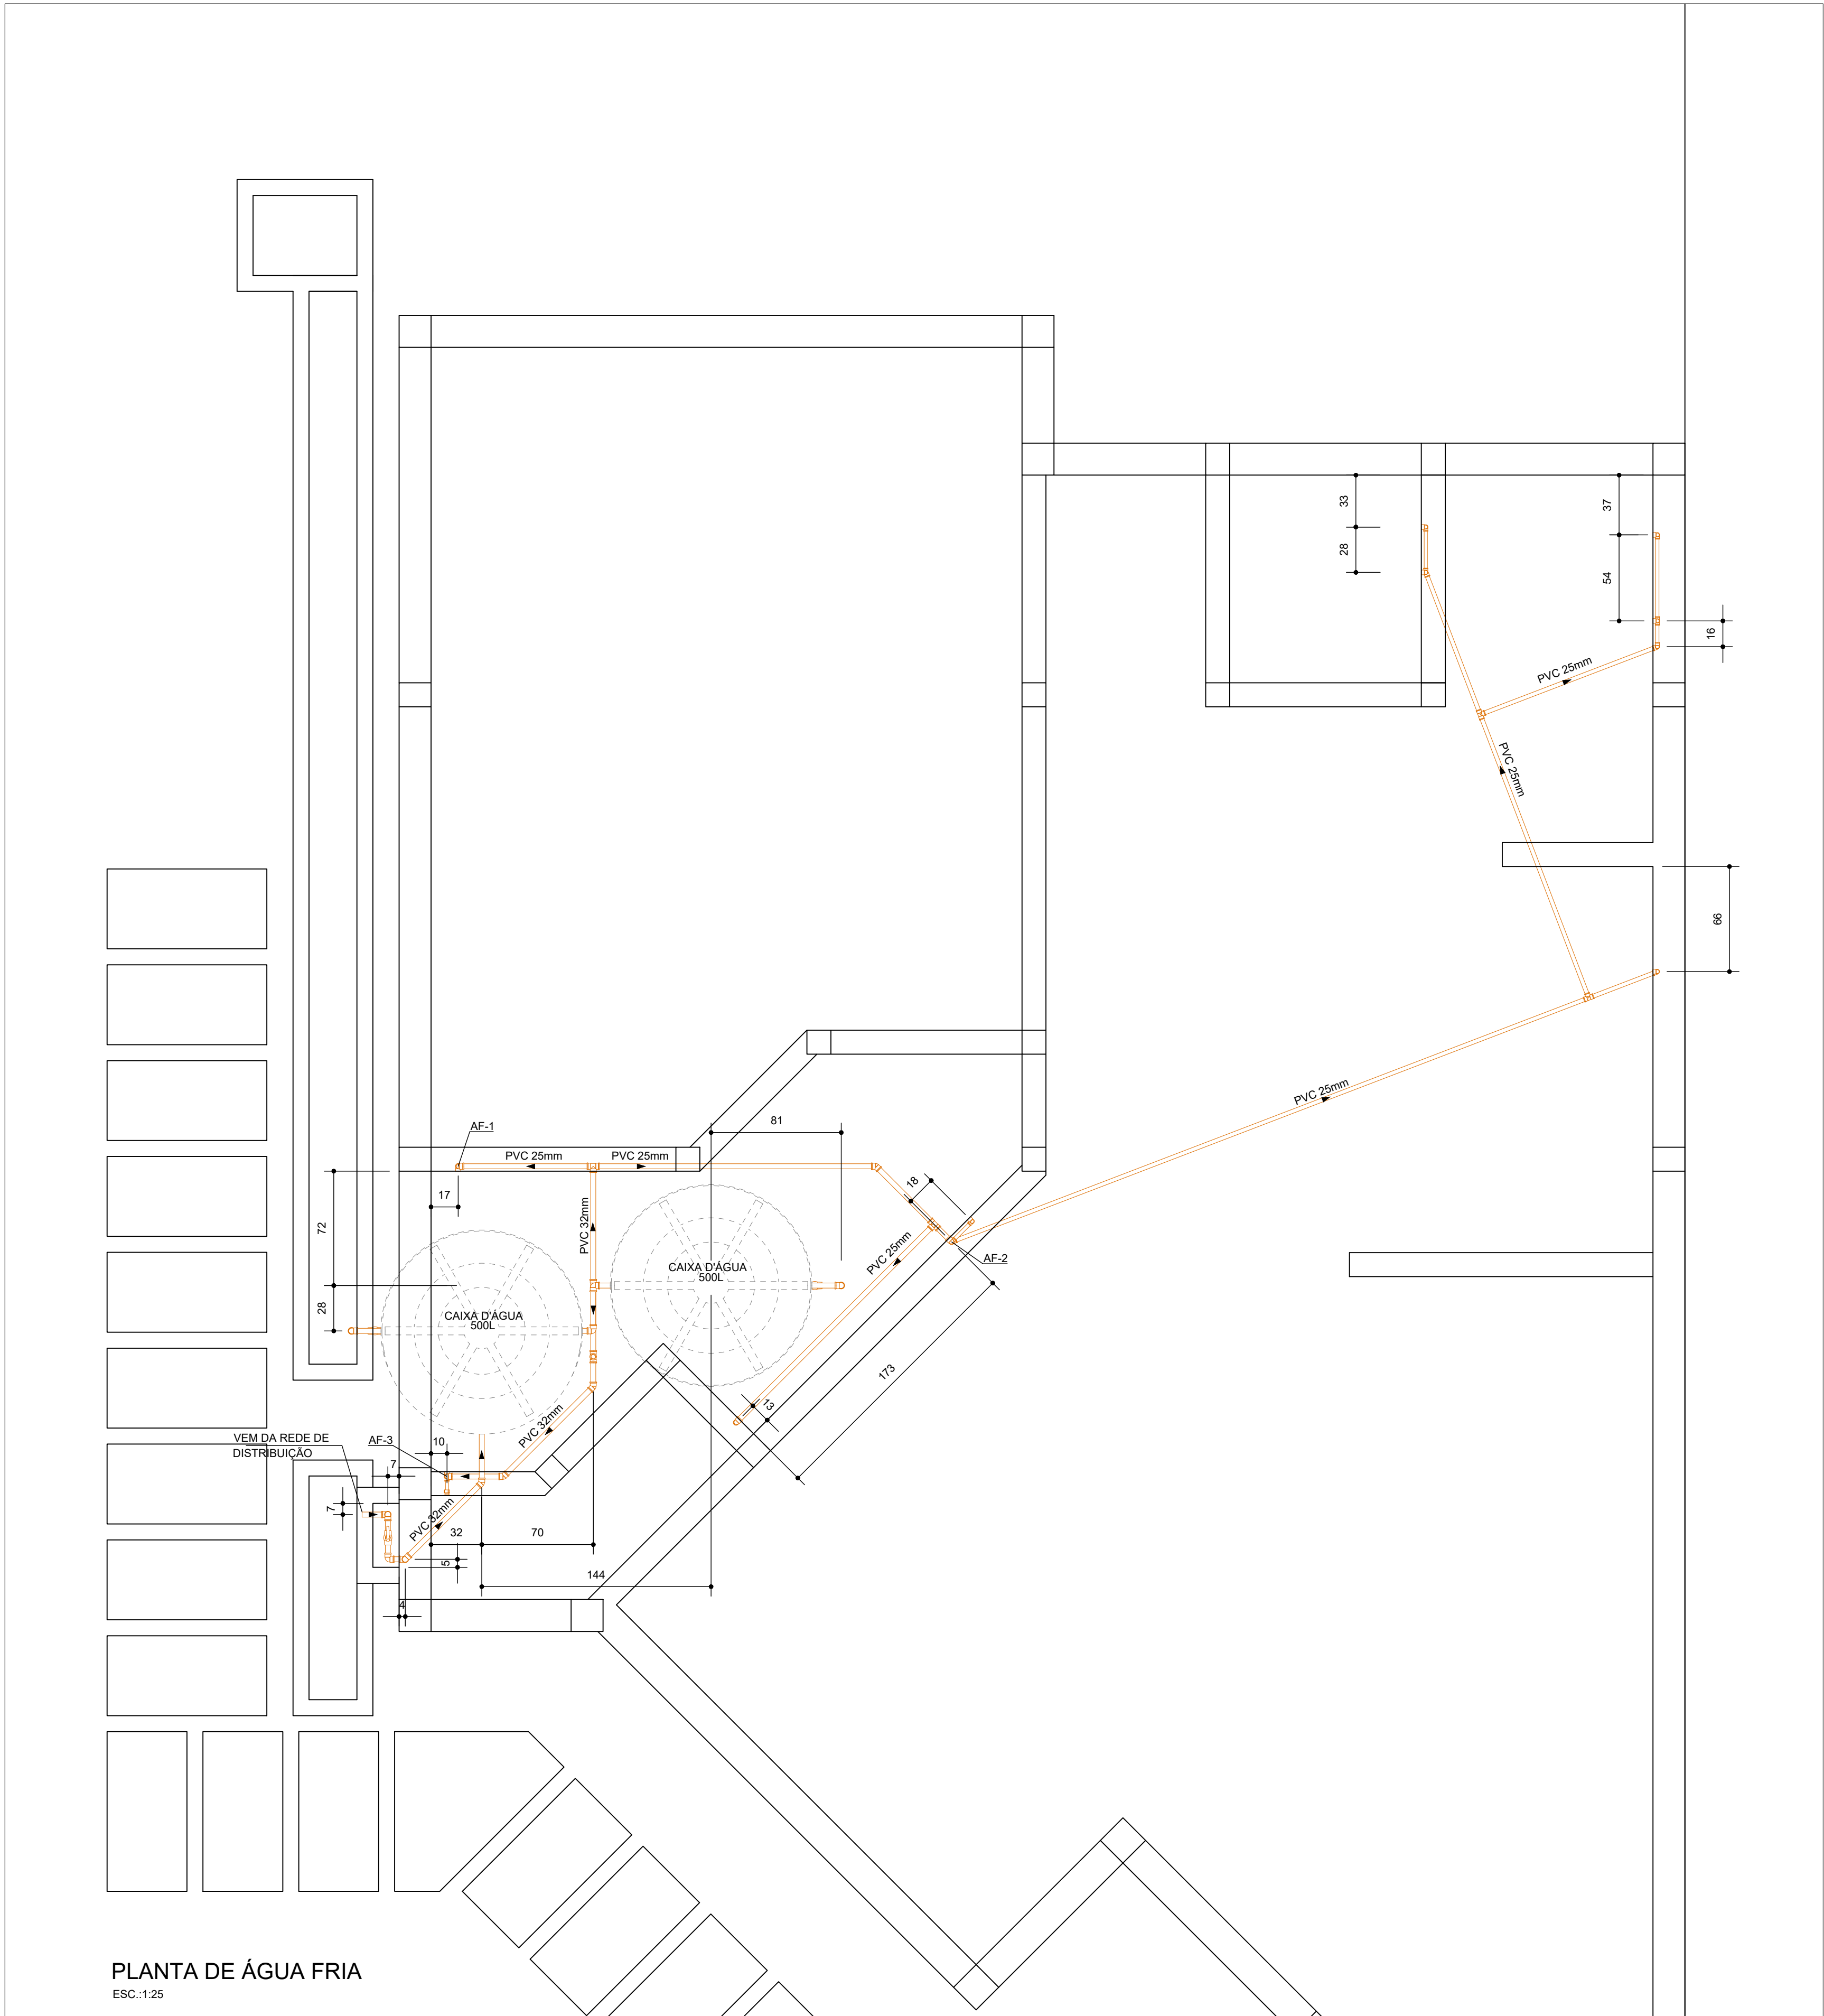 33
37
28
54
16
PVC 25mm
PVC 25mm
66
PVC 25mm
81
AF-1
PVC 25mm
PVC 25mm
18
17
72
PVC 32mm
PVC 25mm
AF-2
CAIXA D'ÁGUA
500L
28
CAIXA D'ÁGUA
500L
173
13
PVC 32mm
VEM DA REDE DE
DISTRIBUIÇÃO
AF-3
10
7
7
PVC 32mm
32
70
5
144
4
PLANTA DE ÁGUA FRIA
ESC.:1:25